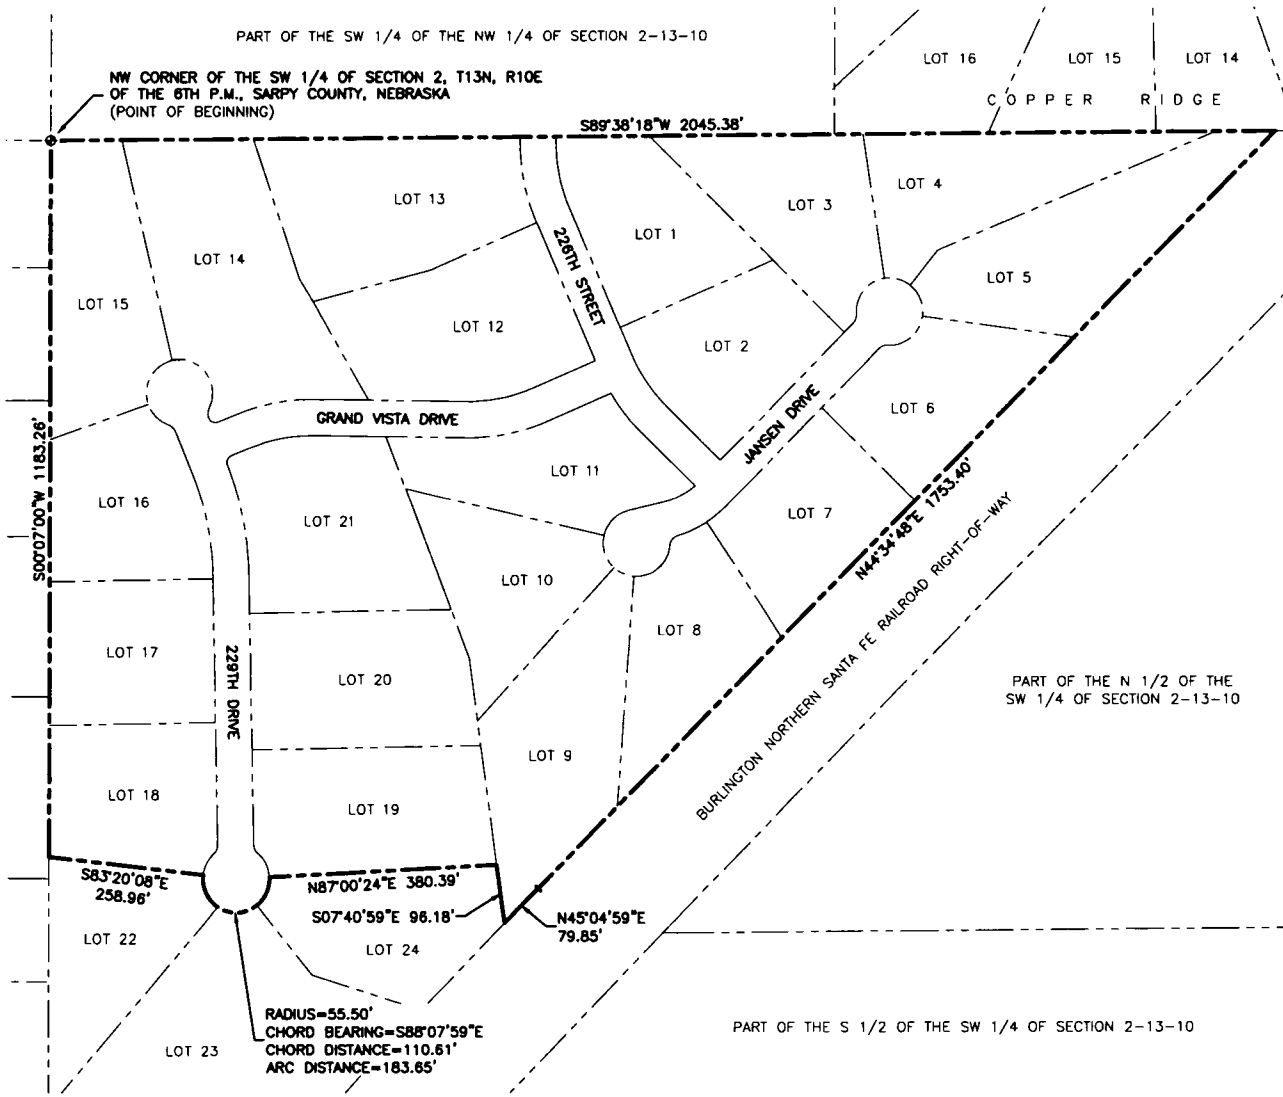 PART OF THE SW 1/4 OF THE NW 1/4 OF SECTION 2-13-10
LOT 16
LOT 15
LOT 14
COPPER RIDGE
NW CORNER OF THE SW 1/4 OF SECTION 2, T13N, R10E
OF THE 6TH P.M., SARPY COUNTY, NEBRASKA
(POINT OF BEGINNING)
S89°38'18"W 2045.38'
LOT 13
LOT 3
LOT 4
LOT 14
LOT 1
226TH STREET
LOT 5
LOT 15
LOT 12
LOT 2
GRAND VISTA DRIVE
JANSEN DRIVE
LOT 6
S00°07'00"W 1183.26'
LOT 16
LOT 21
LOT 11
LOT 7
N44°34'48"E 1753.40'
BURLINGTON NORTHERN SANTA FE RAILROAD RIGHT-OF-WAY
LOT 10
LOT 8
LOT 17
229TH DRIVE
LOT 20
PART OF THE N 1/2 OF THE
SW 1/4 OF SECTION 2-13-10
LOT 9
LOT 18
LOT 19
S83°20'08"E
258.96'
N87°00'24"E 380.39'
S07°40'59"E 96.18'
N45°04'59"E
79.85'
LOT 22
LOT 24
RADIUS=55.50'
CHORD BEARING=S88°07'59"E
CHORD DISTANCE=110.61'
ARC DISTANCE=183.65'
LOT 23
PART OF THE S 1/2 OF THE SW 1/4 OF SECTION 2-13-10